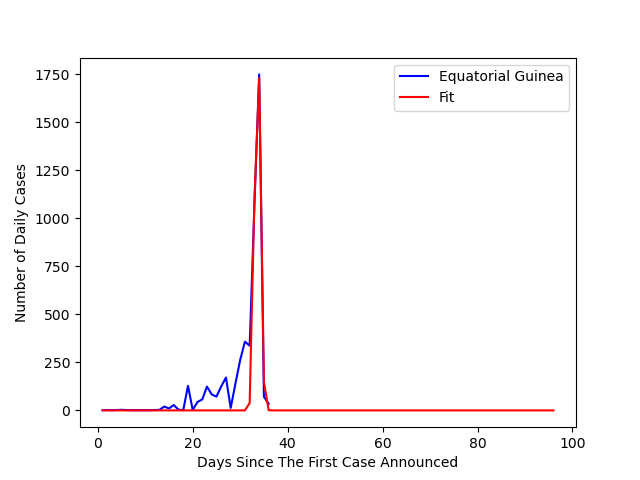 Equatorial Guinea
Fit
1750
1500
1250
1000
750
500
250
0
Number of Daily Cases
0 20 40 60 80 100
Days Since The First Case Announced